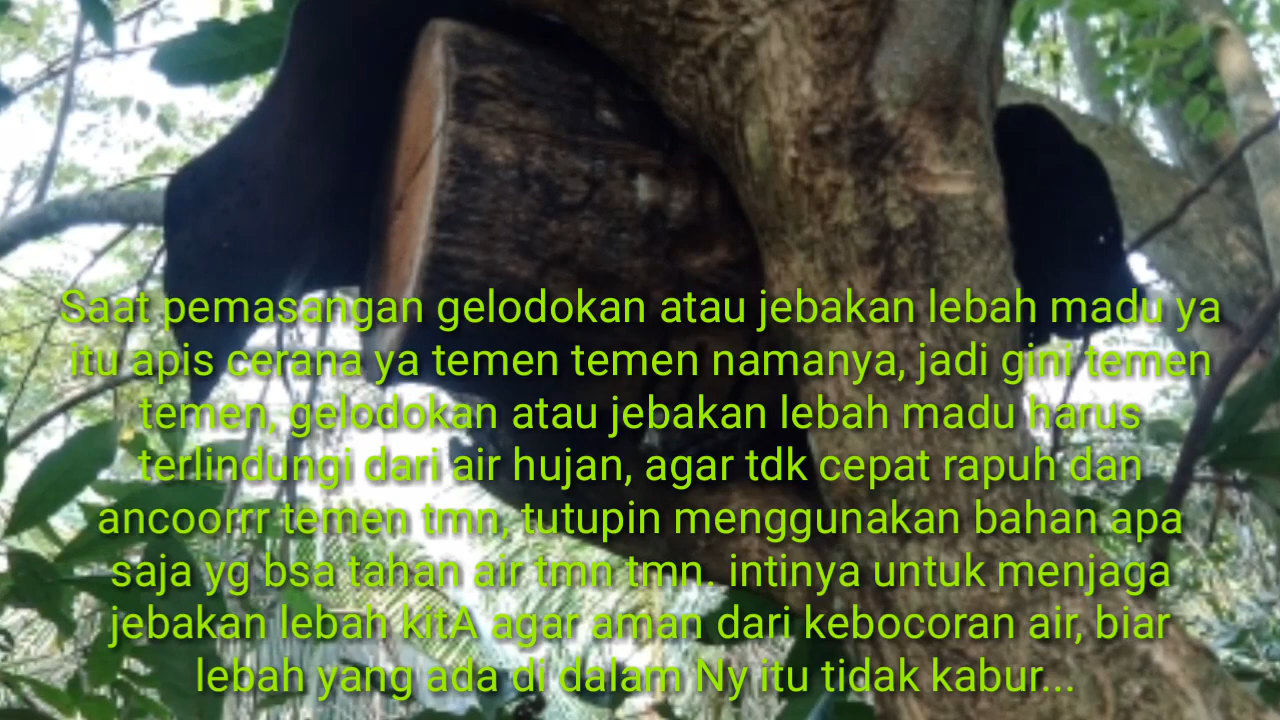 Saat pemasangan gelodokan atau jebakan lebah madu ya
itu apis cerana ya temen temen namanya, jadi gini temen
temen, gelodokan atau jebakan lebah madu harus
terlindungi dari air hujan, agar tdk cepat rapuh dan
ancoorrr temen tmn, tutupin menggunakan bahan apa
saja yg bsa tahan air tmn tmn. intinya untuk menjaga
jebakan lebah kitA agar aman dari kebocoran air, biar
lebah yang ada di dalam Ny itu tidak kabur...